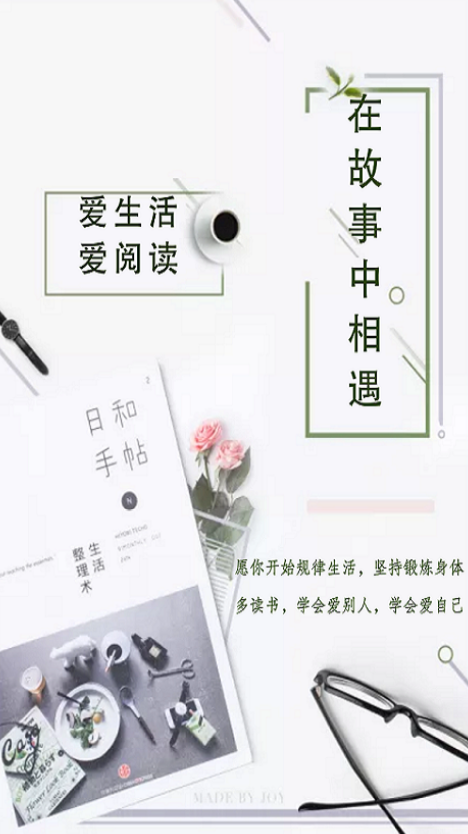 在故事中相遇
爱生活
爱阅读
2
日和
手帖
N
生活
整理术
愿你开始规律生活，坚持锻炼身体
多读书，学会爱别人，学会爱自己
MADE BY JOY